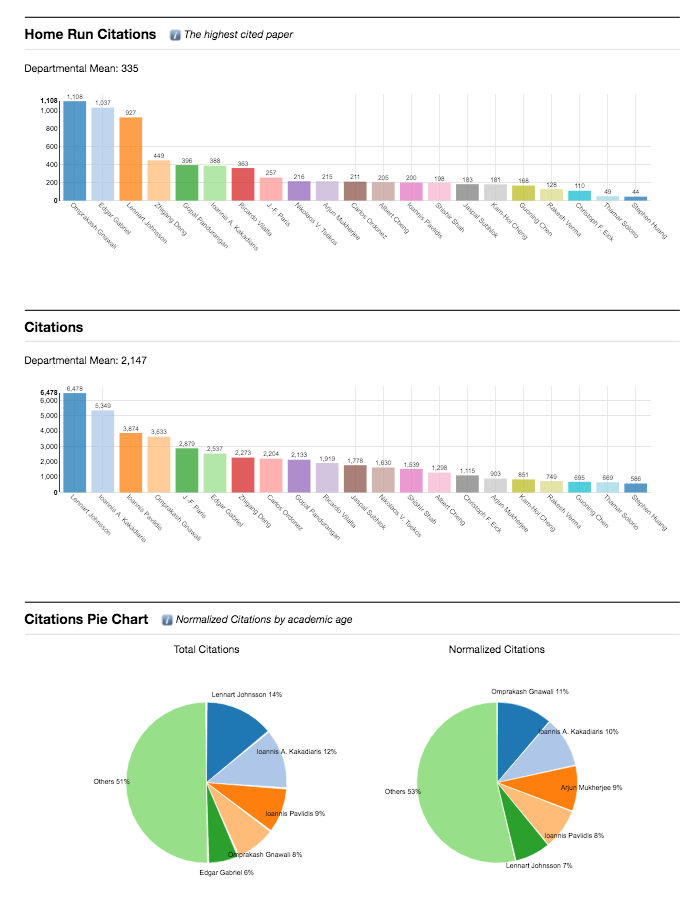 Home Run Citations i The highest cited paper
Departmental Mean: 335
1,108
1,000
800
600
400
200
0
1,108 1,037 927 449 396 388 363 257 216 215 211 205 200 198 183 181 168 128 110 49 44
Omprakash Gnawali
Edgar Gabriel
Lennart Johnsson
Zhigang Deng
Gopal Pandurangan
Ioannis A. Kakadiaris
Ricardo Vilalta
J.-F. Paris
Nikolaos V. Tsekos
Arjun Mukherjee
Carlos Ordonez
Albert Cheng
Ioannis Pavlidis
Shishir Shah
Jaspal Subhlok
Kam-Hoi Cheng
Guoning Chen
Rakesh Verma
Christoph F. Eick
Thamar Solorio
Stephen Huang
Citations
Departmental Mean: 2,147
6,478
6,000
5,000
4,000
3,000
2,000
1,000
0
6,478 5,349 3,874 3,633 2,879 2,537 2,273 2,204 2,133 1,919 1,778 1,630 1,539 1,298 1,115 903 851 749 695 669 586
Lennart Johnsson
Ioannis A. Kakadiaris
Ioannis Pavlidis
Omprakash Gnawali
J.-F. Paris
Edgar Gabriel
Zhigang Deng
Carlos Ordonez
Gopal Pandurangan
Ricardo Vilalta
Jaspal Subhlok
Nikolaos V. Tsekos
Shishir Shah
Albert Cheng
Christoph F. Eick
Arjun Mukherjee
Kam-Hoi Cheng
Rakesh Verma
Guoning Chen
Thamar Solorio
Stephen Huang
Citations Pie Chart i Normalized Citations by academic age
Total Citations
Lennart Johnsson 14%
Ioannis A. Kakadiaris 12%
Others 51%
Ioannis Pavlidis 9%
Omprakash Gnawali 8%
Edgar Gabriel 6%
Normalized Citations
Omprakash Gnawali 11%
Ioannis A. Kakadiaris 10%
Arjun Mukherjee 9%
Others 53%
Ioannis Pavlidis 8%
Lennart Johnsson 7%